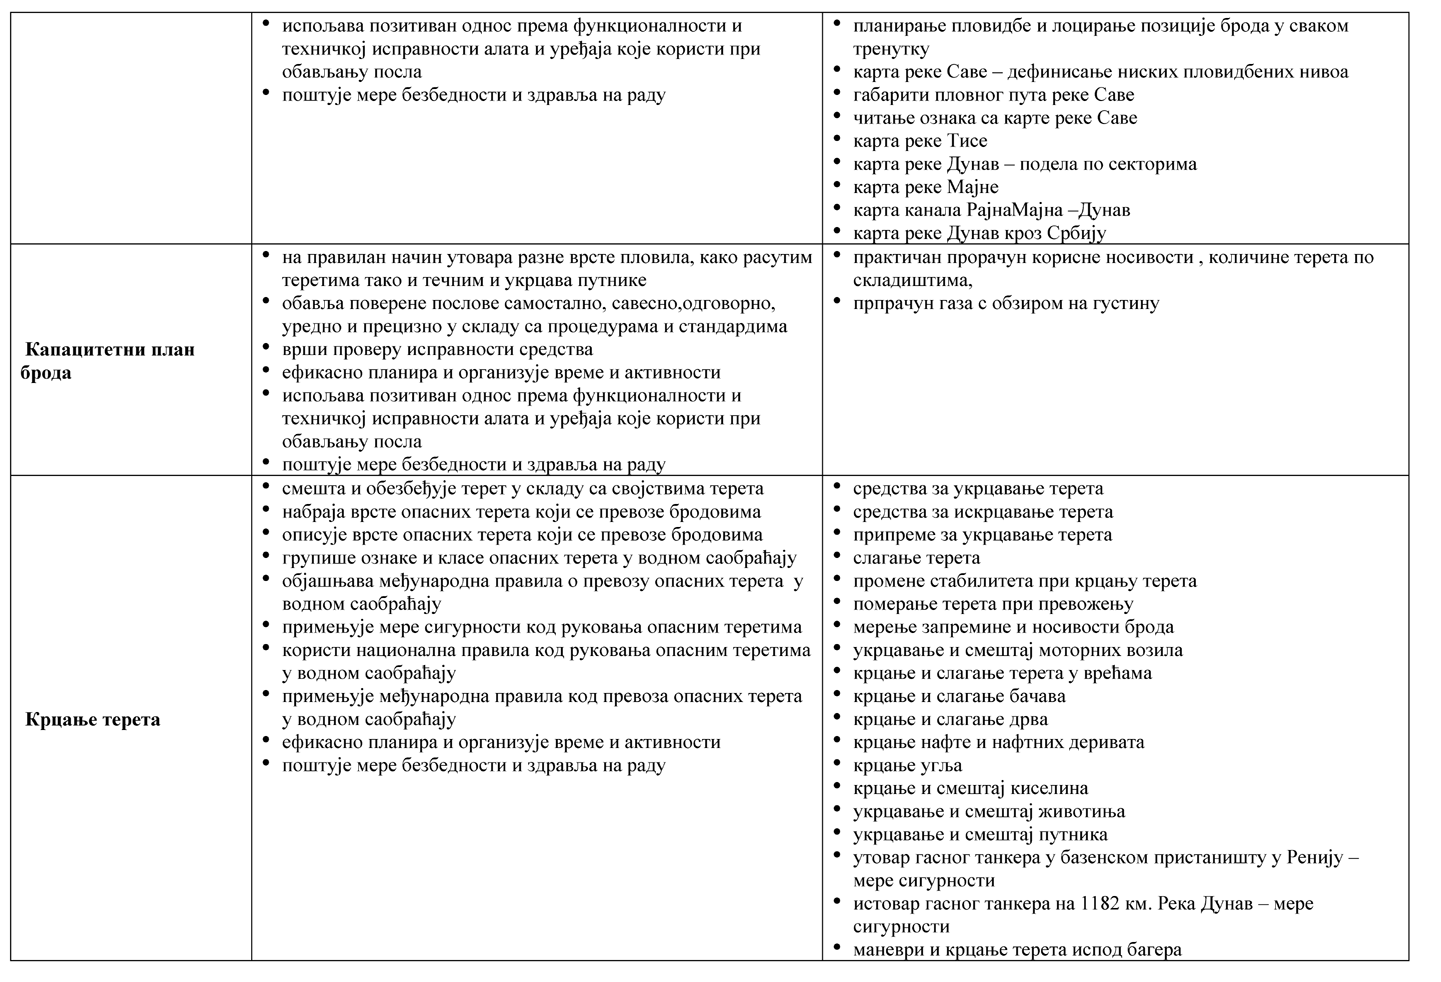 • испољава позитиван однос према функционалности и
техничкој исправности алата и уређаја које користи при
обављању посла
• поштује мере безбедности и здравља на раду
• планирање пловидбе и лоцирање позиције брода у сваком
тренутку
• карта реке Саве – дефинисање ниских пловидбених нивоа
• габарити пловног пута реке Саве
• читање ознака са карте реке Саве
• карта реке Тисе
• карта реке Дунав – подела по секторима
• карта реке Мајне
• карта канала РајнаМајна –Дунав
• карта реке Дунав кроз Србију
Капацитетни план
брода
• на правилан начин утовара разне врсте пловила, како расутим
теретима тако и течним и укрцава путнике
• обавља поверене послове самостално, савесно,одговорно,
уредно и прецизно у складу са процедурама и стандардима
• врши проверу исправности средства
• ефикасно планира и организује време и активности
• испољава позитиван однос према функционалности и
техничкој исправности алата и уређаја које користи при
обављању посла
• поштује мере безбедности и здравља на раду
• практичан прорачун корисне носивости , количине терета по
складиштима,
• прпрачун газа с обзиром на густину
Крцање терета
• смешта и обезбеђује терет у складу са својствима терета
• набраја врсте опасних терета који се превозе бродовима
• описује врсте опасних терета који се превозе бродовима
• групише ознаке и класе опасних терета у водном саобраћају
• објашњава међународна правила о превозу опасних терета  у
водном саобраћају
• примењује мере сигурности код руковања опасним теретима
• користи национална правила код руковања опасним теретима
у водном саобраћају
• примењује међународна правила код превоза опасних терета
у водном саобраћају
• ефикасно планира и организује време и активности
• поштује мере безбедности и здравља на раду
• средства за укрцавање терета
• средства за искрцавање терета
• припреме за укрцавање терета
• слагање терета
• промене стабилитета при крцању терета
• померање терета при превожењу
• мерење запремине и носивости брода
• укрцавање и смештај моторних возила
• крцање и слагање терета у врећама
• крцање и слагање бачава
• крцање и слагање дрва
• крцање нафте и нафтних деривата
• крцање угља
• крцање и смештај киселина
• укрцавање и смештај животиња
• укрцавање и смештај путника
• утовар гасног танкера у базенском пристаништу у Ренију –
мере сигурности
• истовар гасног танкера на 1182 км. Река Дунав – мере
сигурности
• маневри и крцање терета испод багера